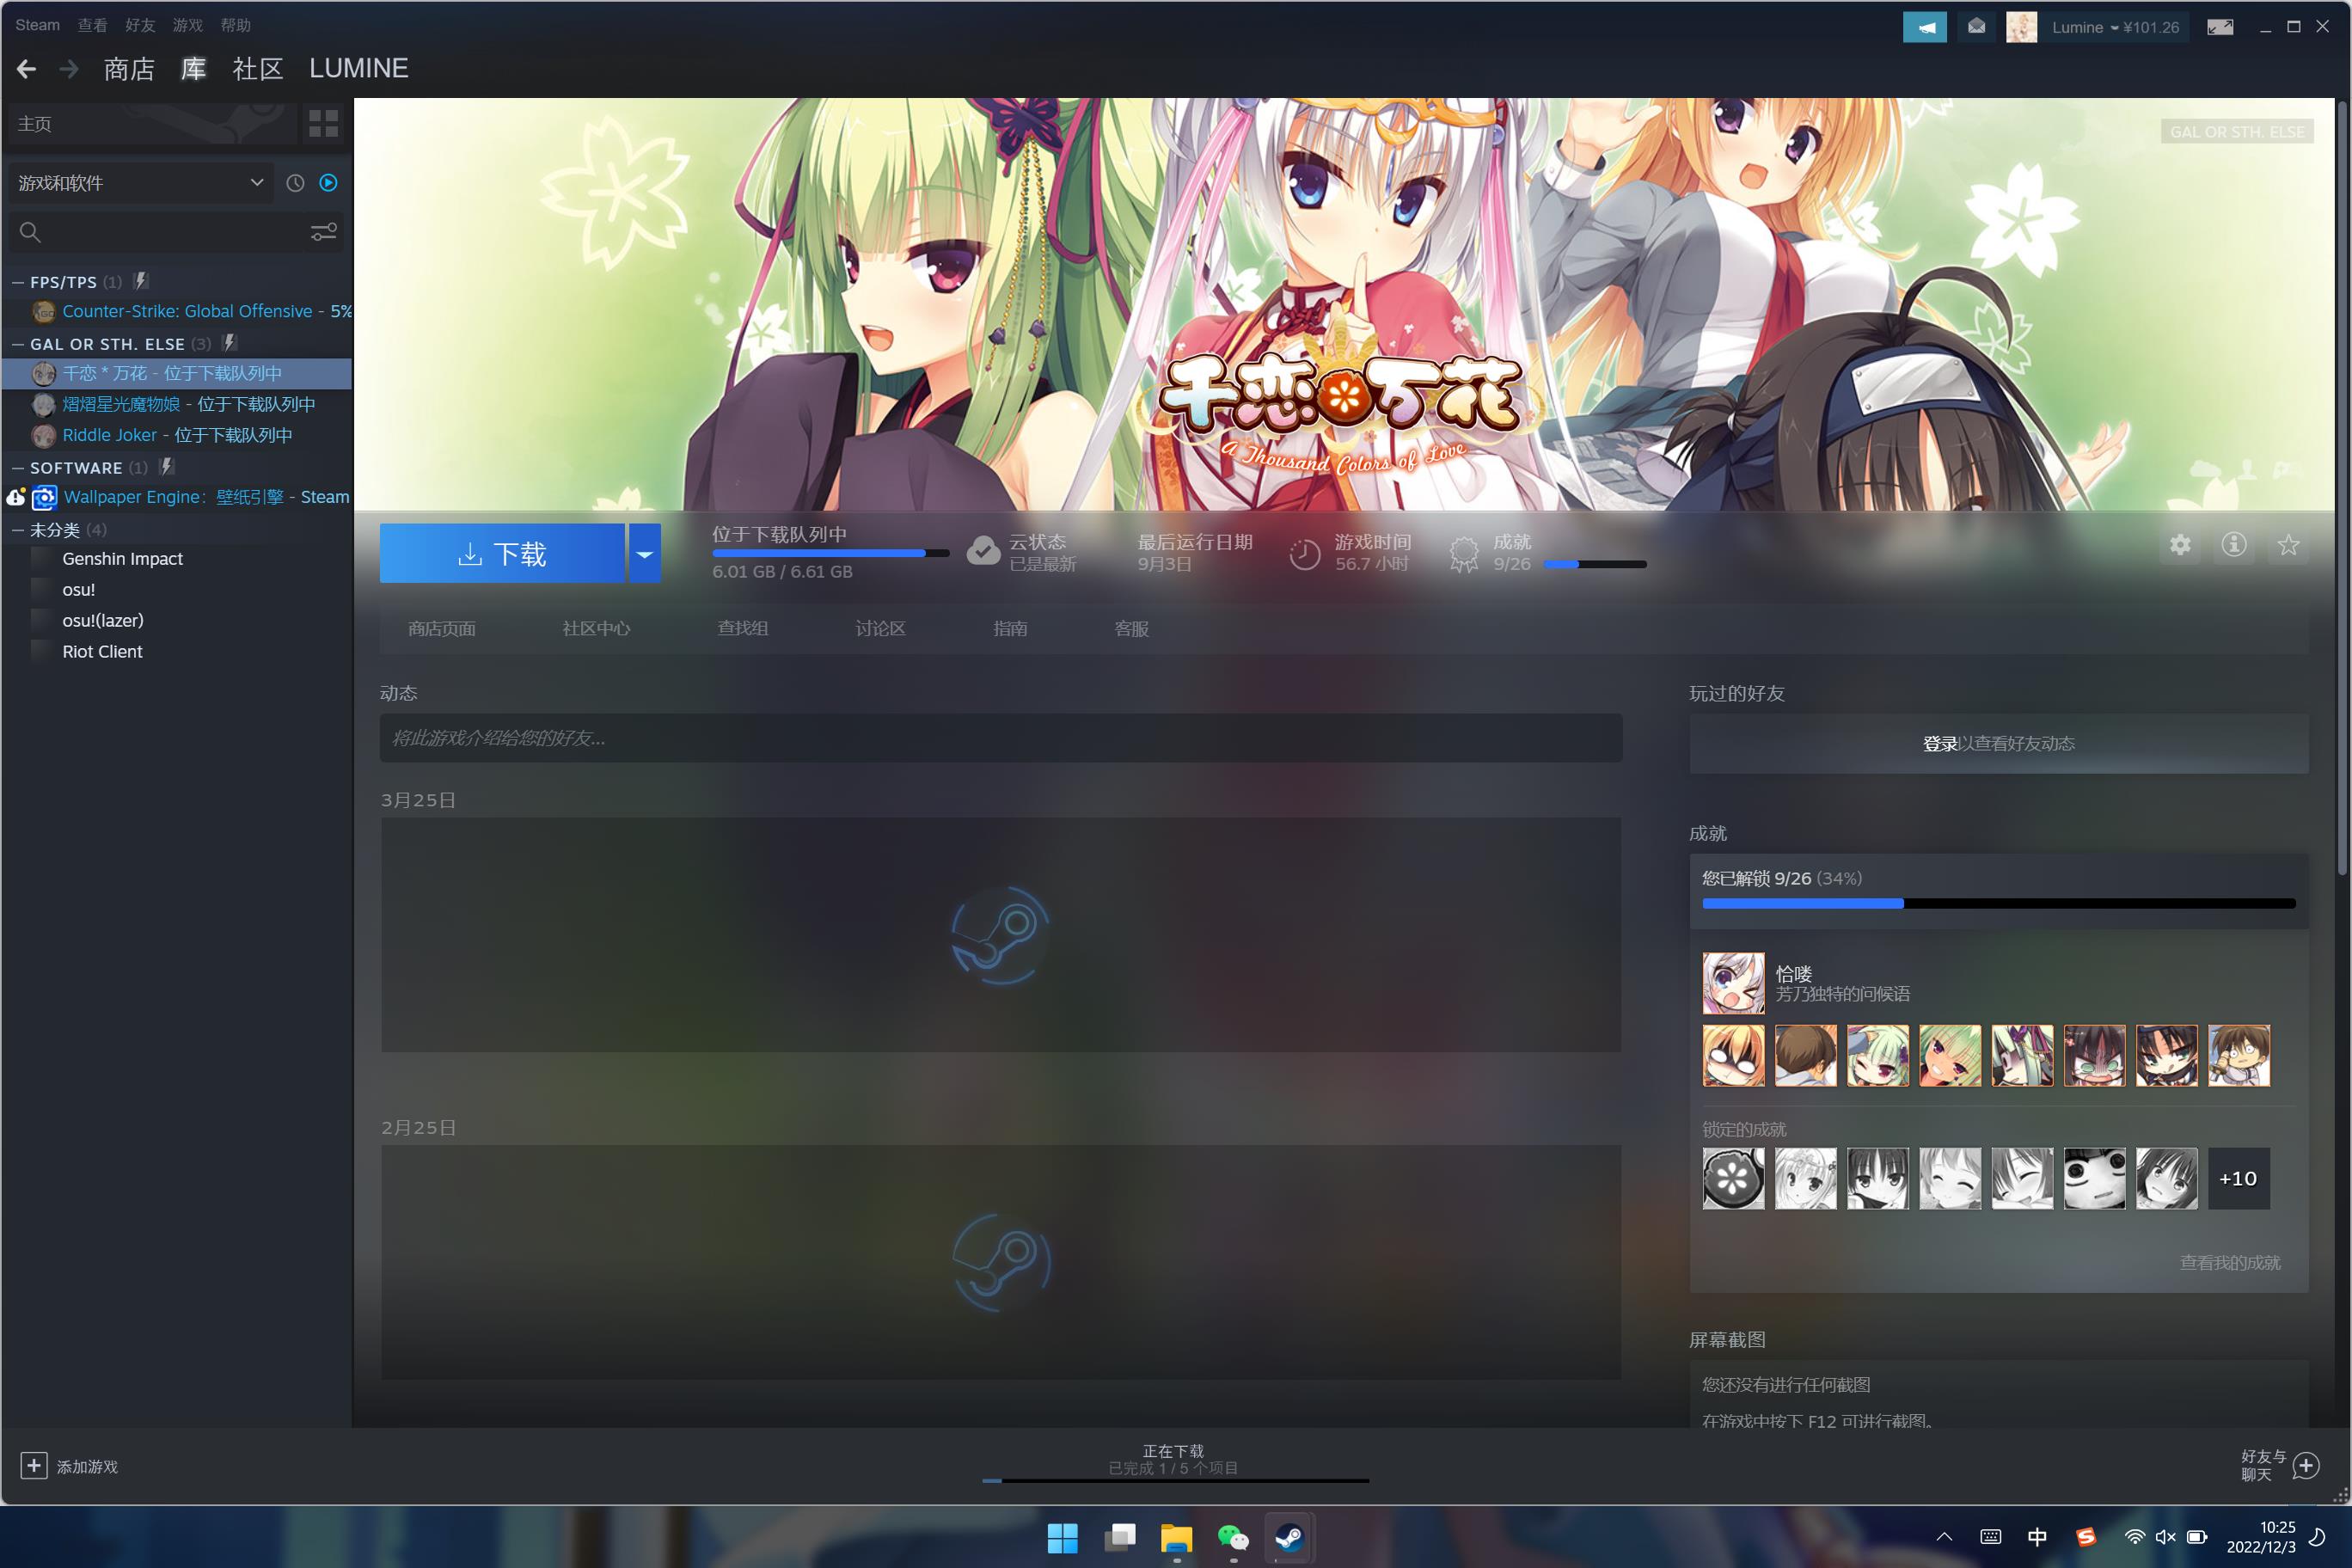 Steam 查看 好友 游戏 帮助
Lumine ¥101.26
商店 库 社区 LUMINE
主页
GAL OR STH. ELSE
游戏和软件
FPS/TPS (1)
Counter-Strike: Global Offensive - 5%
GAL OR STH. ELSE (3)
千恋 * 万花 - 位于下载队列中
熠熠星光魔物娘 - 位于下载队列中
Riddle Joker - 位于下载队列中
SOFTWARE (1)
Wallpaper Engine：壁纸引擎 - Steam
未分类 (4)
Genshin Impact
osu!
osu!(lazer)
Riot Client
千恋万花
A Thousand Colors of Love
下载
位于下载队列中
6.01 GB / 6.61 GB
云状态
已是最新
最后运行日期
9月3日
游戏时间
56.7 小时
成就
9/26
商店页面 社区中心 查找组 讨论区 指南 客服
动态
将此游戏介绍给您的好友...
3月25日
2月25日
玩过的好友
登录以查看好友动态
成就
您已解锁 9/26 (34%)
恰喽
芳乃独特的问候语
锁定的成就
+10
查看我的成就
屏幕截图
您还没有进行任何截图
在游戏中按下 F12 可进行截图。
添加游戏
正在下载
已完成 1 / 5 个项目
好友与
聊天
中
10:25
2022/12/3